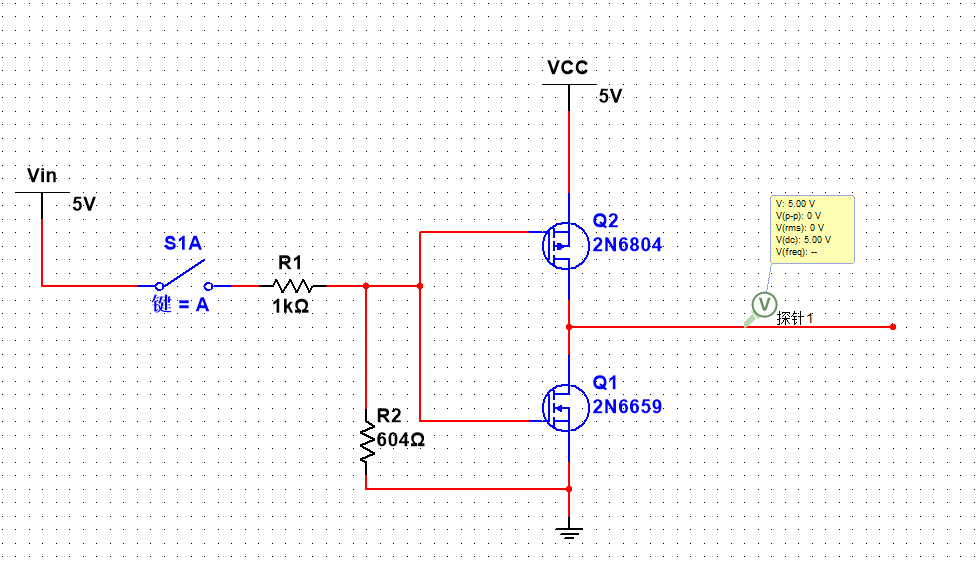 VCC
5V
Vin
5V
S1A
键 = A
R1
1kΩ
Q2
2N6804
V: 5.00 V
V(p-p): 0 V
V(rms): 0 V
V(dc): 5.00 V
V(freq): --
V
探针1
Q1
2N6659
R2
604Ω